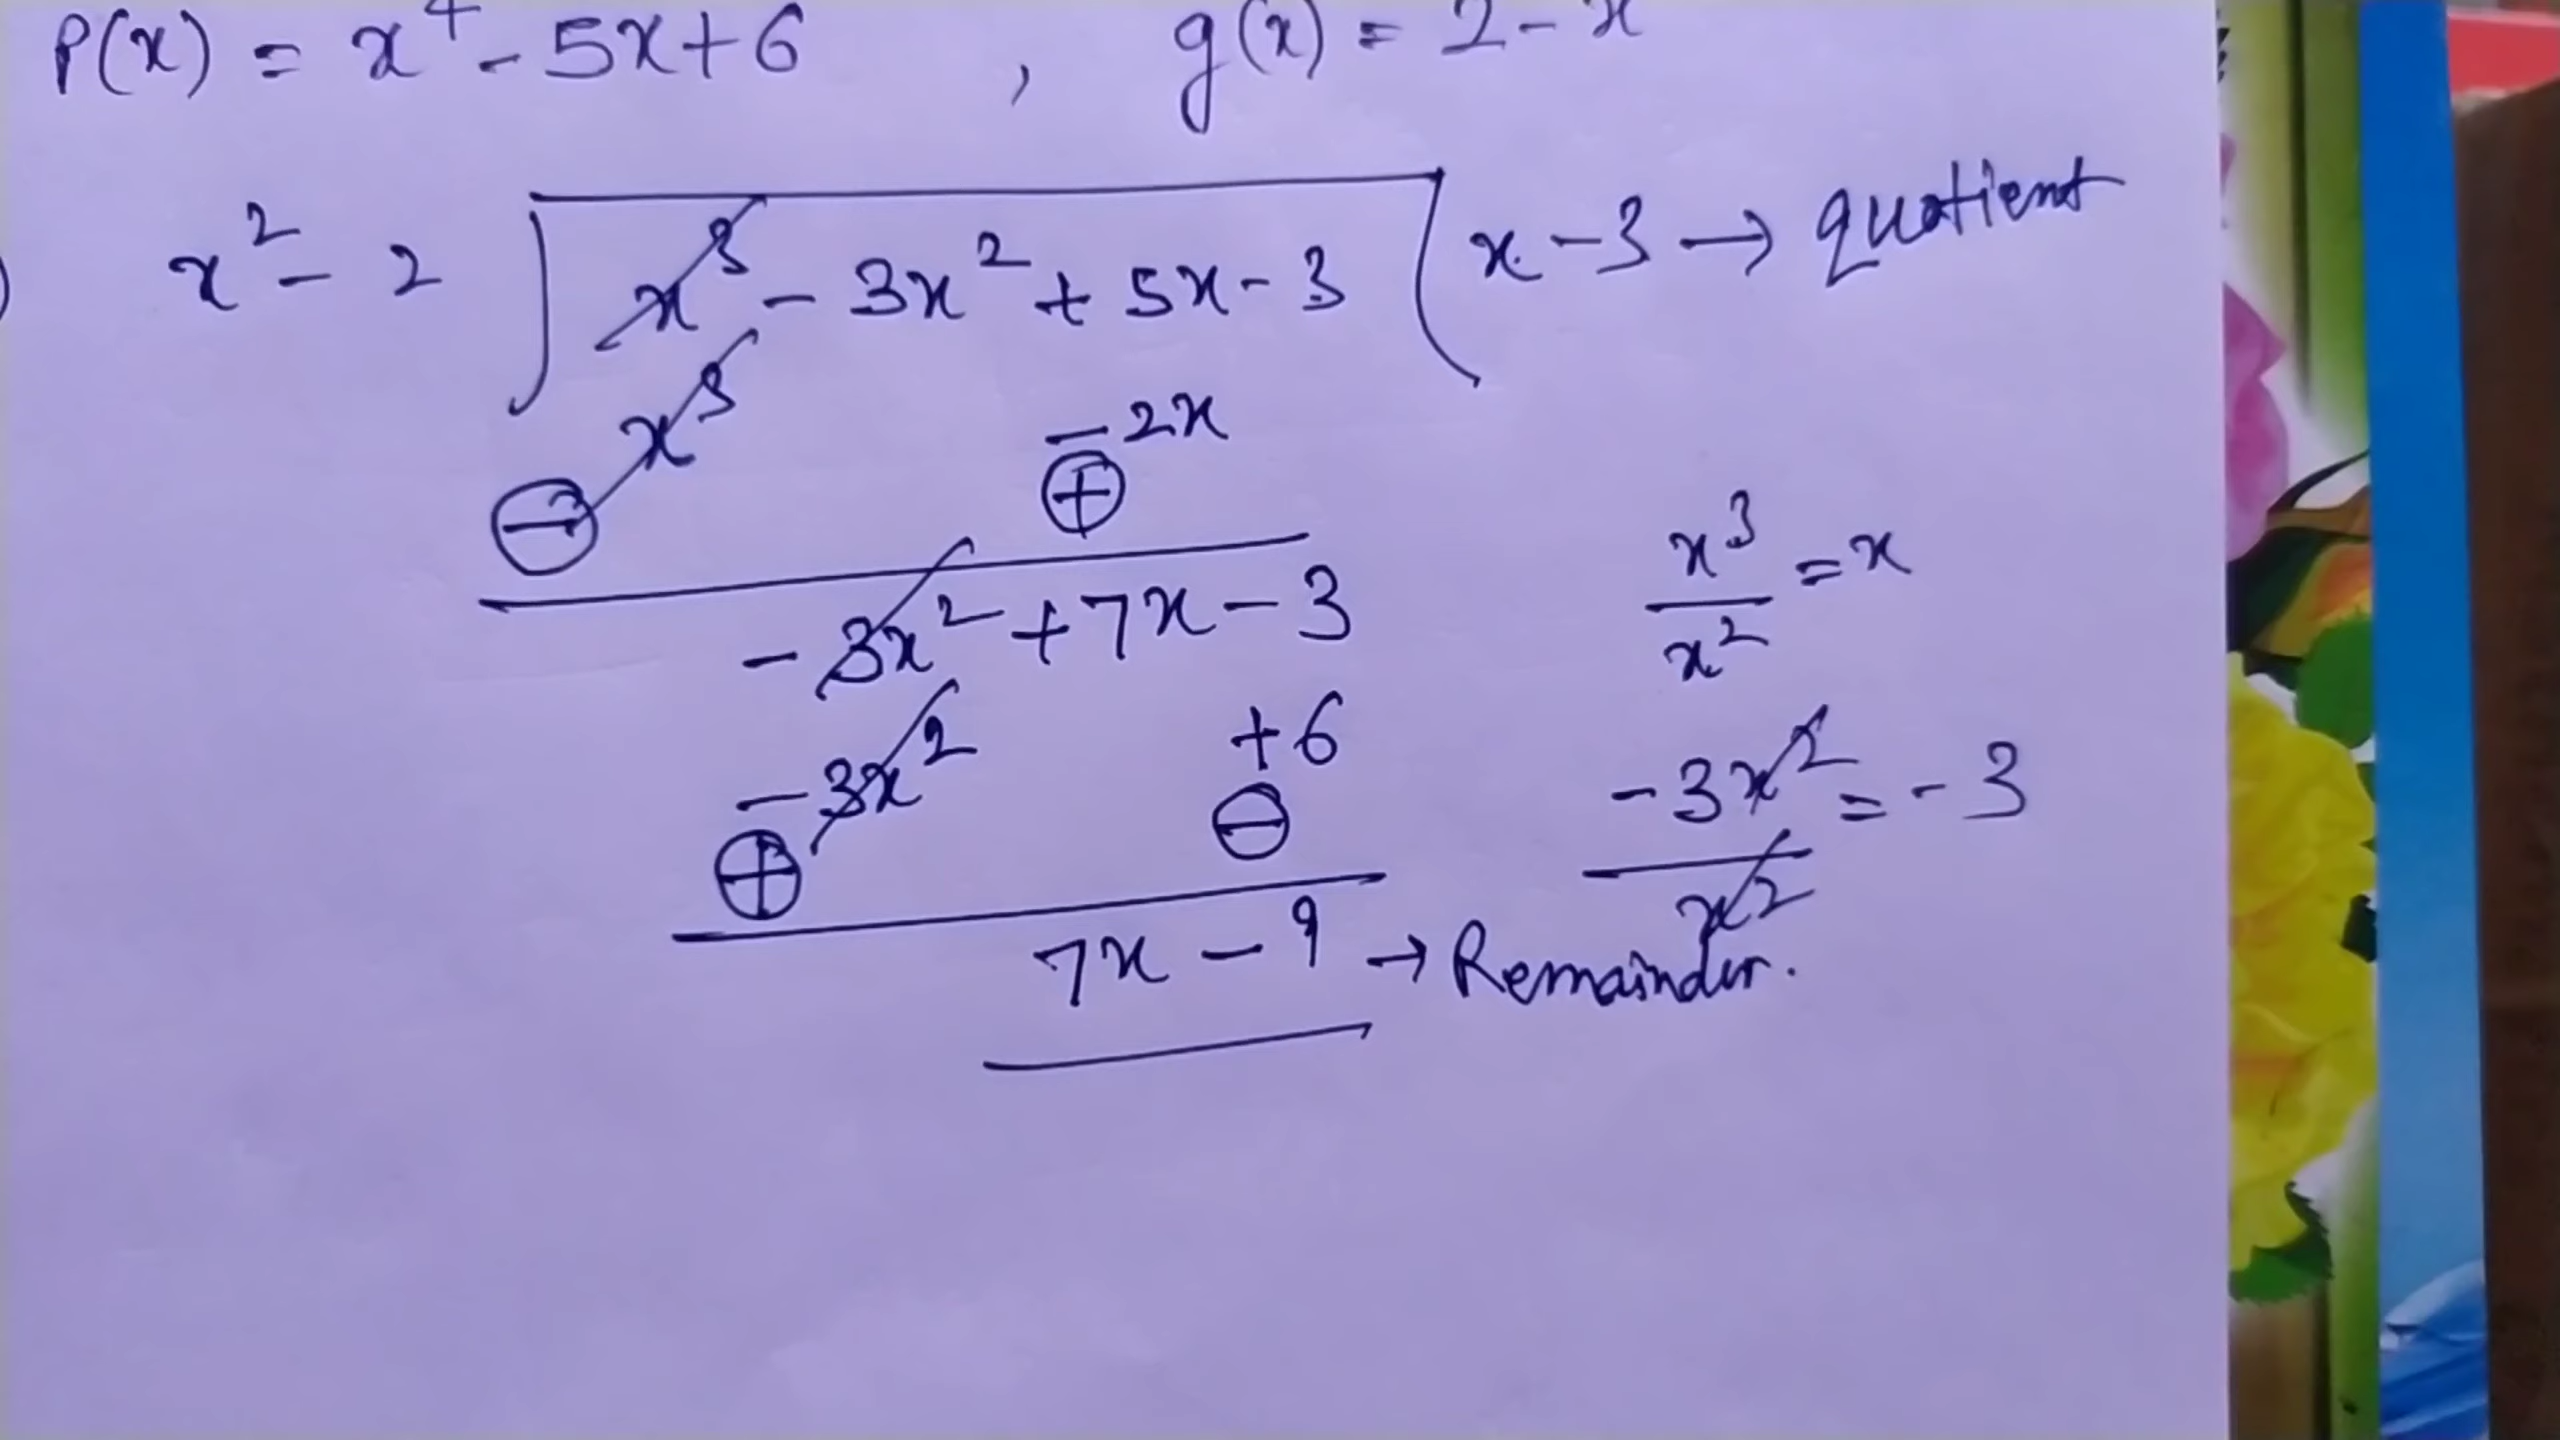 P(x) = x⁴ - 5x + 6 , g(x) = 2 - x
x² - 2 ) x³ - 3x² + 5x - 3 ( x - 3 → quotient
x³ - 2x
⊖ ⊕
- 3x² + 7x - 3
- 3x² + 6
⊕ ⊖
7x - 9 → Remainder.
x³/x² = x
-3x²/x² = -3